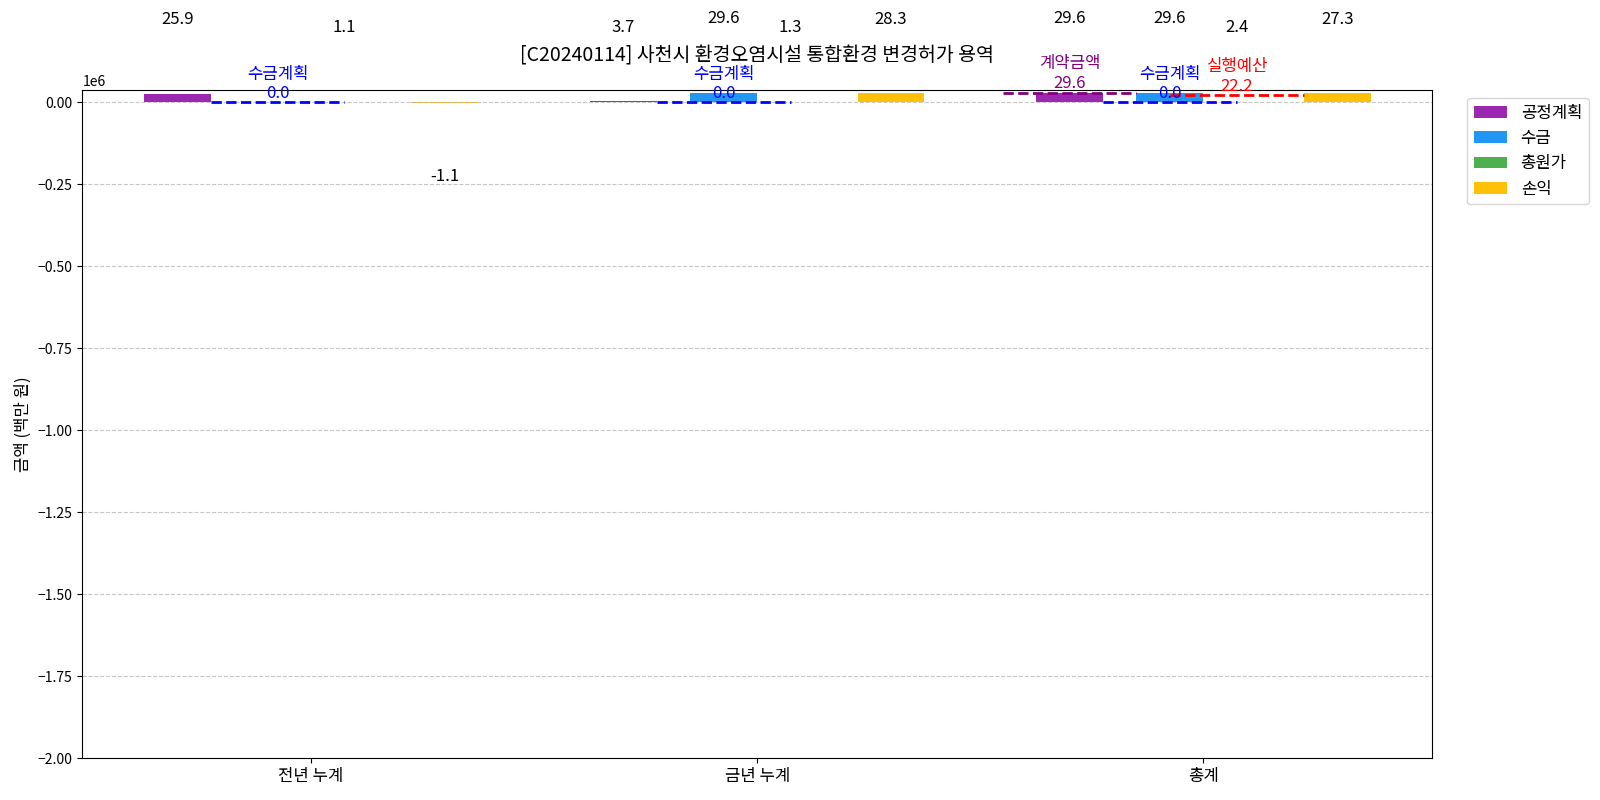 25.9
1.1
3.7
29.6
1.3
28.3
29.6
29.6
2.4
27.3
[C20240114] 사천시 환경오염시설 통합환경 변경허가 용역
1e6
수금계획
0.0
수금계획
0.0
계약금액
29.6
수금계획
0.0
실행예산
22.2
-1.1
0.00
−0.25
−0.50
−0.75
−1.00
−1.25
−1.50
−1.75
−2.00
금액 (백만 원)
전년 누계
금년 누계
총계
공정계획
수금
총원가
손익